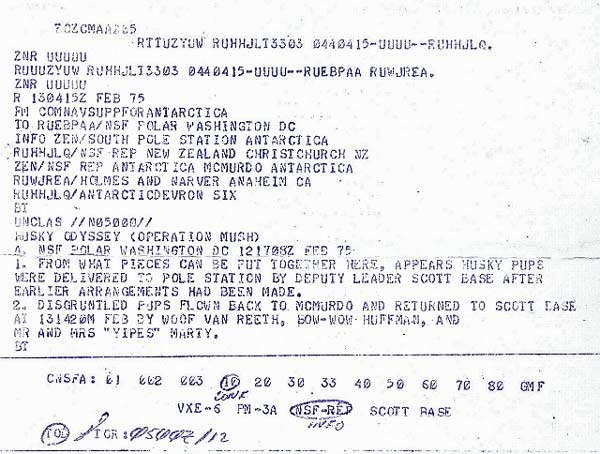 RTTUZYUW RUHHJLT3303 0440415-UUUU--RUHHJLQ.
ZNR UUUUU
RUUUZYUW RUHHJLT3303 0440415-UUUU--RUEBPAA RUWJREA.
ZNR UUUUU
R 130415Z FEB 75
FM COMNAVSUPPFORANTARCTICA
TO RUEBPAA/NSF POLAR WASHINGTON DC
INFO ZEN/SOUTH POLE STATION ANTARCTICA
RUHHJLQ/NSF REP NEW ZEALAND CHRISTCHURCH NZ
ZEN/NSF REP ANTARCTICA MCMURDO ANTARCTICA
RUWJREA/HOLMES AND NARVER ANAHEIM CA
RUHHJLQ/ANTARCTICDEVRON SIX
BT
UNCLAS //N05000//
HUSKY ODYSSEY (OPERATION MUSH)
A. NSF POLAR WASHINGTON DC 121708Z FEB 75
1. FROM WHAT PIECES CAN BE PUT TOGETHER HERE, APPEARS HUSKY PUPS
WERE DELIVERED TO POLE STATION BY DEPUTY LEADER SCOTT BASE AFTER
EARLIER ARRANGEMENTS HAD BEEN MADE.
2. DISGRUNTLED PUPS FLOWN BACK TO MCMURDO AND RETURNED TO SCOTT BASE
AT 131420M FEB BY WOOF VAN REETH, BOW-WOW HUFFMAN, AND
MR AND MRS "YIPES" MARTY.
BT
CNSFA: 01 002 003 10 20 30 33 40 50 60 70 80 GMF
VXE-6 PM-3A NSF-REP SCOTT BASE
INFO
TOD/TOR: 0500Z/12